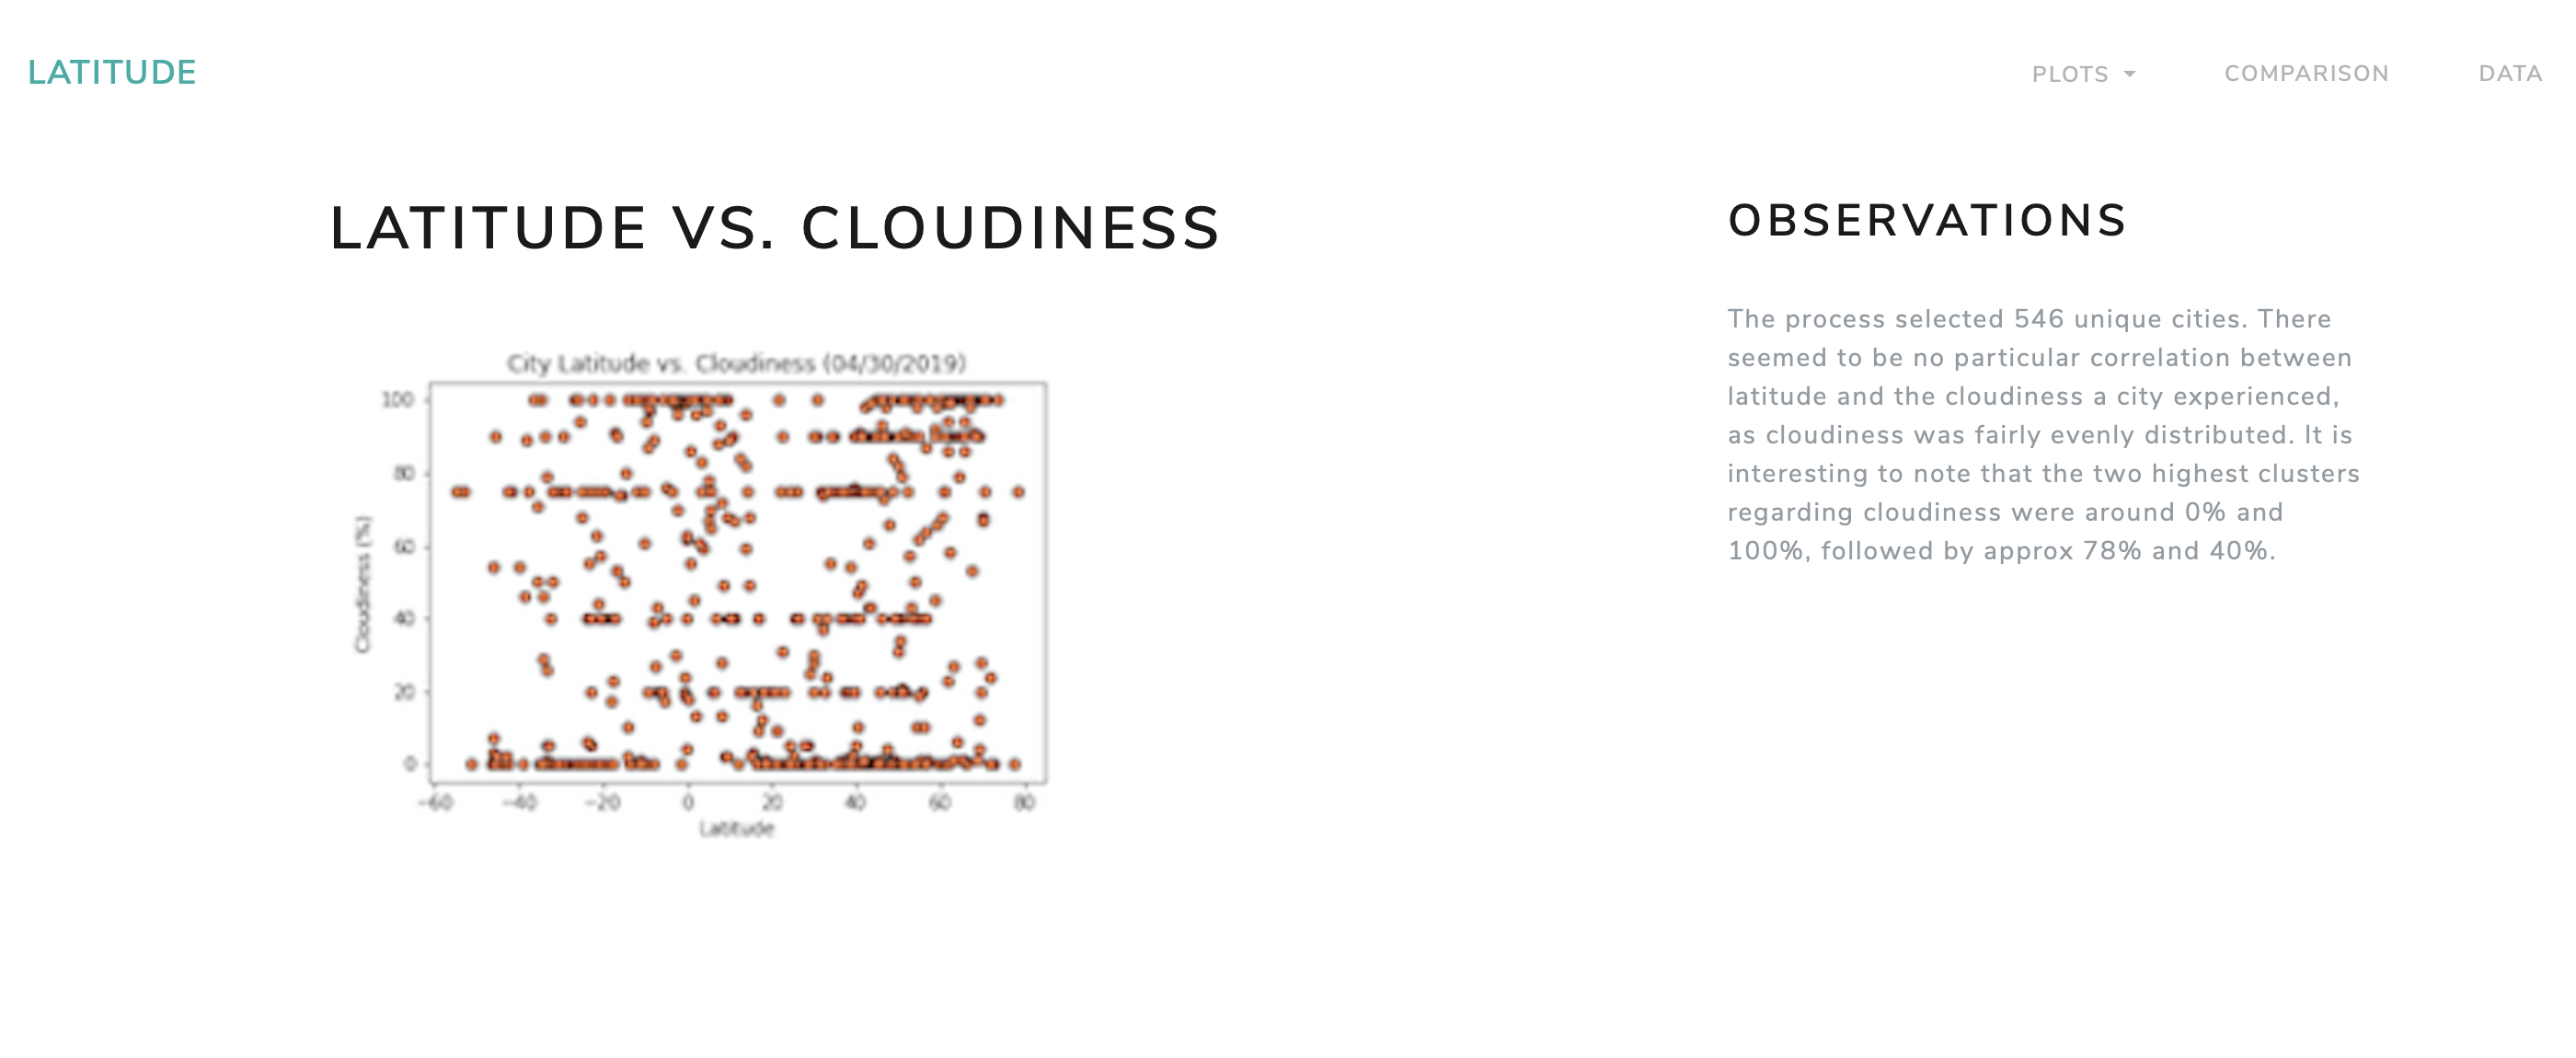 LATITUDE
PLOTS
COMPARISON
DATA
LATITUDE VS. CLOUDINESS
City Latitude vs. Cloudiness (04/30/2019)
Cloudiness (%)
100
80
60
40
20
0
−60 −40 −20 0 20 40 60 80
Latitude
OBSERVATIONS
The process selected 546 unique cities. There
seemed to be no particular correlation between
latitude and the cloudiness a city experienced,
as cloudiness was fairly evenly distributed. It is
interesting to note that the two highest clusters
regarding cloudiness were around 0% and
100%, followed by approx 78% and 40%.